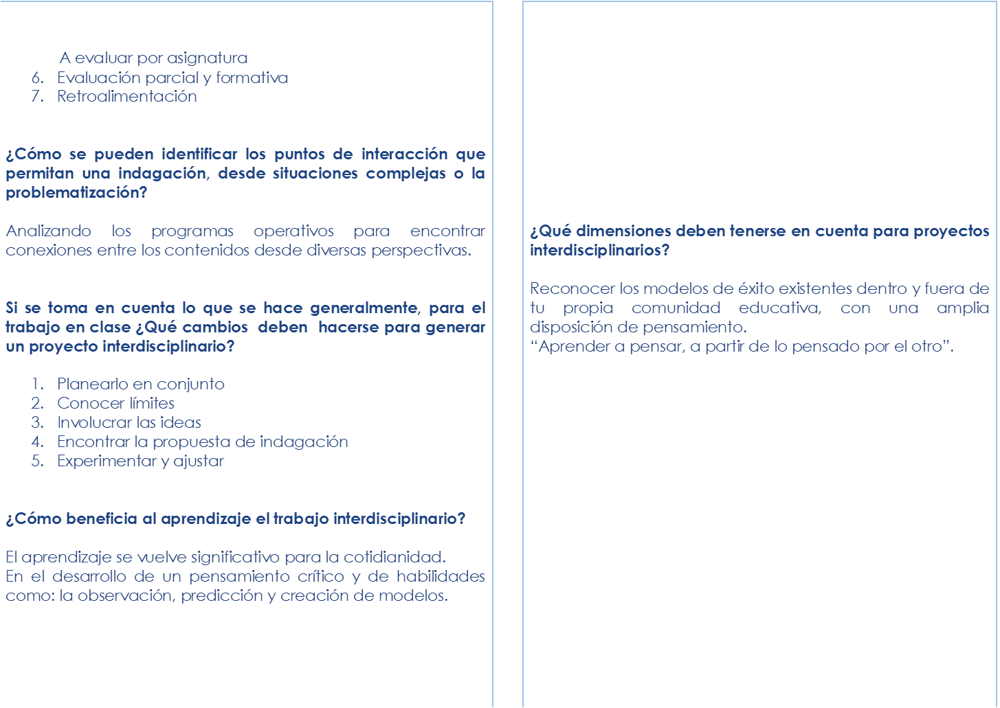 A evaluar por asignatura
6. Evaluación parcial y formativa
7. Retroalimentación
¿Cómo se pueden identificar los puntos de interacción que
permitan una indagación, desde situaciones complejas o la
problematización?
Analizando los programas operativos para encontrar
conexiones entre los contenidos desde diversas perspectivas.
Si se toma en cuenta lo que se hace generalmente, para el
trabajo en clase ¿Qué cambios deben hacerse para generar
un proyecto interdisciplinario?
1. Planearlo en conjunto
2. Conocer límites
3. Involucrar las ideas
4. Encontrar la propuesta de indagación
5. Experimentar y ajustar
¿Cómo beneficia al aprendizaje el trabajo interdisciplinario?
El aprendizaje se vuelve significativo para la cotidianidad.
En el desarrollo de un pensamiento crítico y de habilidades
como: la observación, predicción y creación de modelos.
¿Qué dimensiones deben tenerse en cuenta para proyectos
interdisciplinarios?
Reconocer los modelos de éxito existentes dentro y fuera de
tu propia comunidad educativa, con una amplia
disposición de pensamiento.
“Aprender a pensar, a partir de lo pensado por el otro”.